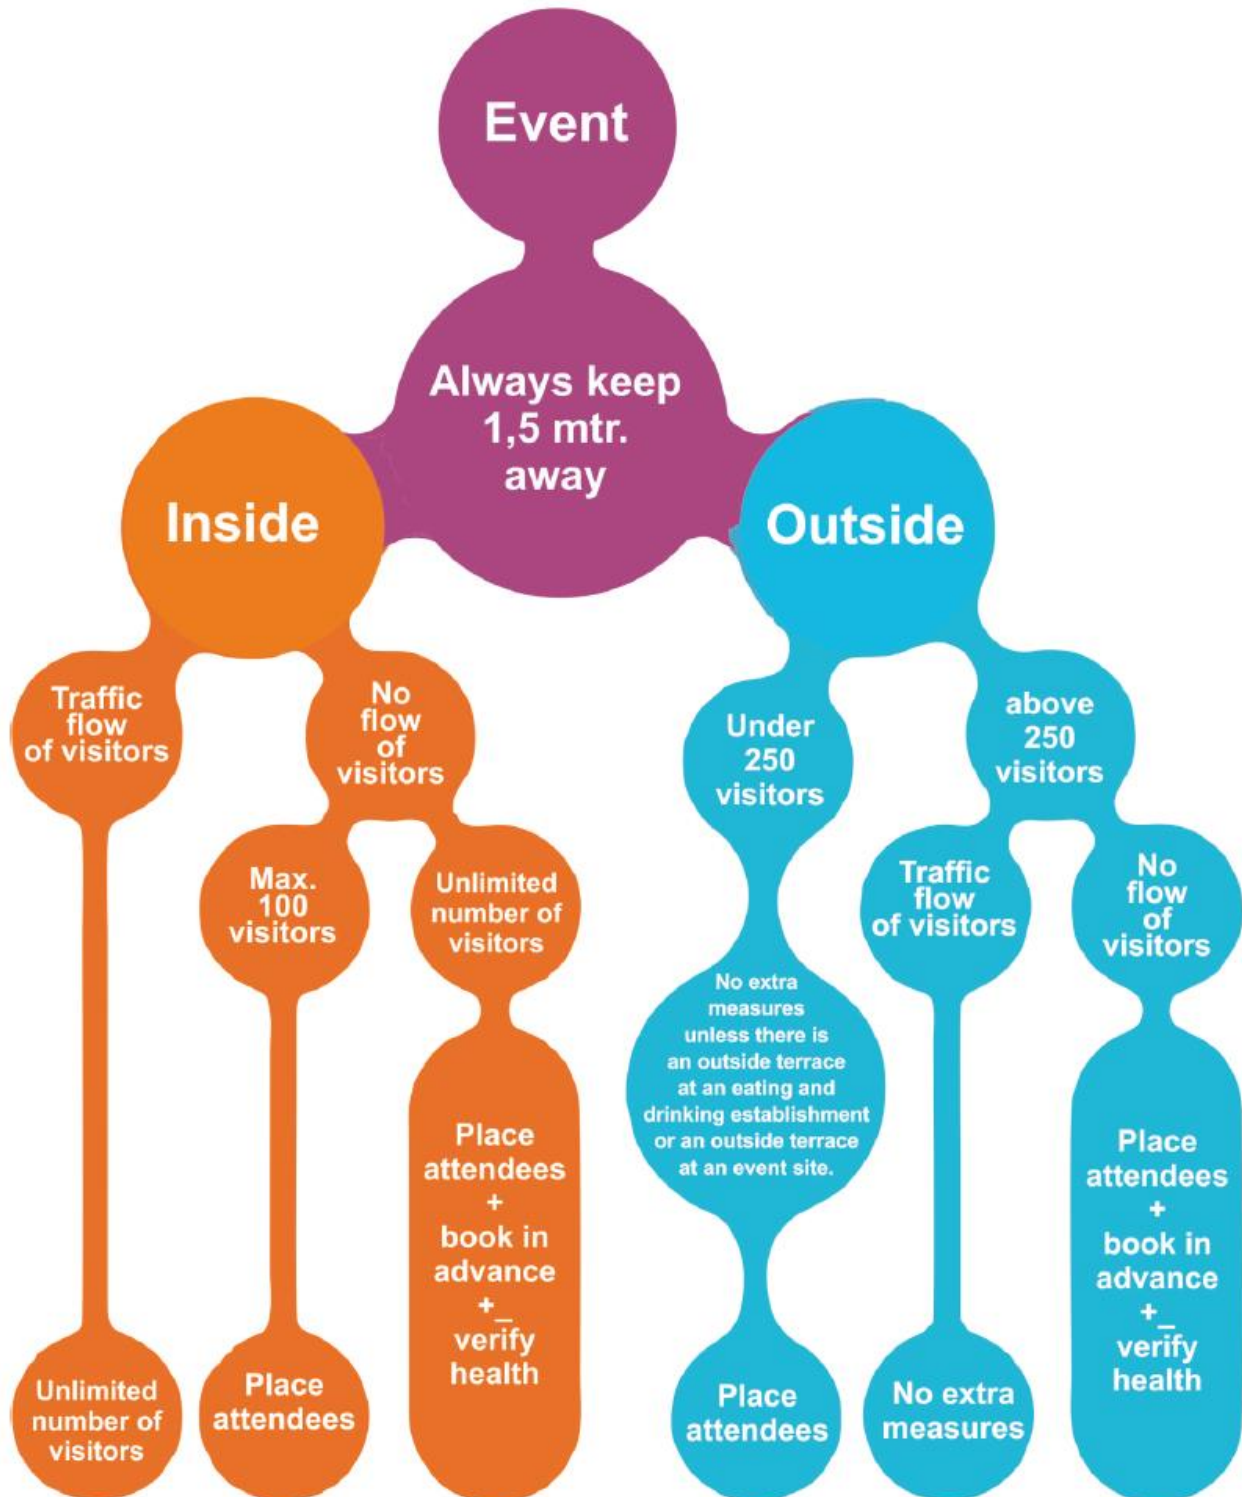 Event
Always keep
1,5 mtr.
away
Inside
Outside
Traffic
flow
of visitors
No
flow
of
visitors
Max.
100
visitors
Unlimited
number of
visitors
Unlimited
number of
visitors
Place
attendees
Place
attendees
+
book in
advance
+_
verify
health
Under
250
visitors
above
250
visitors
No extra
measures
unless there is
an outside terrace
at an eating and
drinking establishment
or an outside terrace
at an event site.
Place
attendees
Traffic
flow
of visitors
No extra
measures
No
flow
of
visitors
Place
attendees
+
book in
advance
+_
verify
health